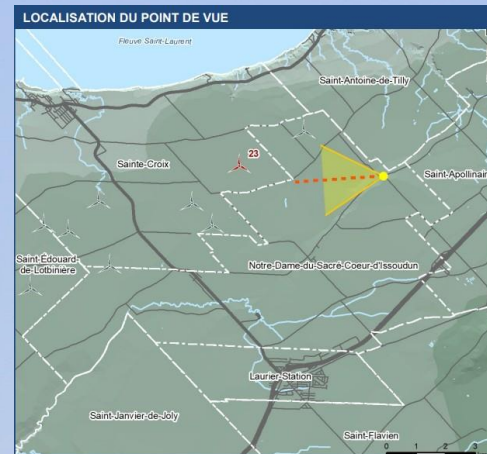 LOCALISATION DU POINT DE VUE
Fleuve Saint-Laurent
Saint-Antoine-de-Tilly
23
Sainte-Croix
Saint-Apollinair
Saint-Édouard
de-Lotbinière
Notre-Dame-du-Sacré-Coeur-d'Issoudun
Laurier-Station
Saint-Janvier-de-Joly
Saint-Flavien
0 1 2 3